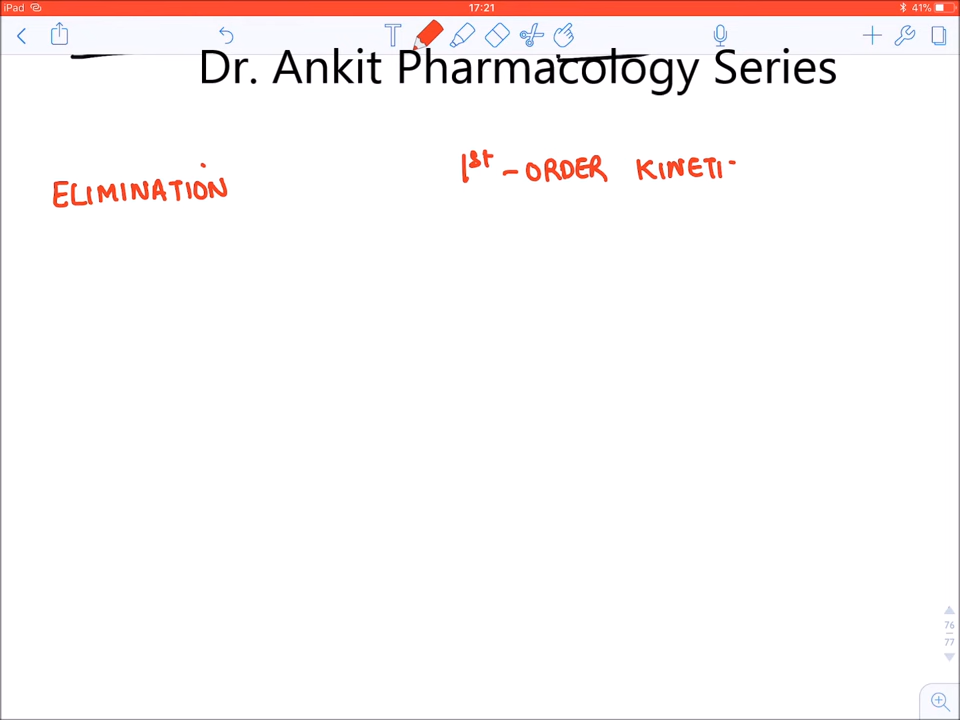 iPad 17:21 41%
T
Dr. Ankit Pharmacology Series
1st - ORDER KINETI
ELIMINATION
76
77